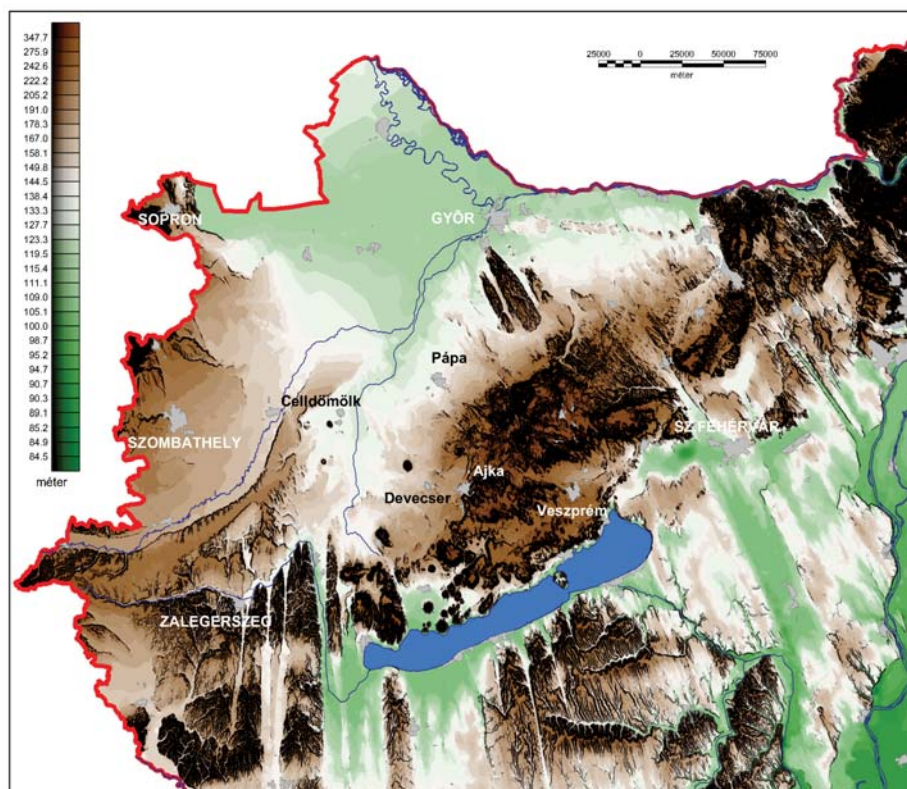 347.7
275.9
242.6
222.2
205.2
191.0
178.3
167.0
158.1
149.8
144.5
138.4
133.3
127.7
123.3
119.5
115.4
111.4
109.0
105.1
100.0
98.7
95.2
94.7
90.7
90.3
89.1
85.2
84.9
84.5
méter
25000 0 25000 50000 75000
méter
SOPRON
GYŐR
Pápa
Celldömölk
SZOMBATHELY
SZ.FEHÉRVÁR
Ajka
Devecser
Veszprém
ZALEGERSZEG